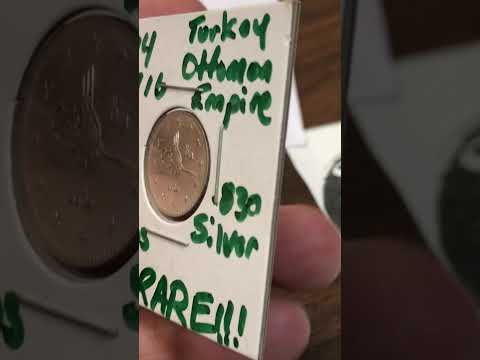 Turkey
Ottoman
Empire
.830
Silver
RARE!!!